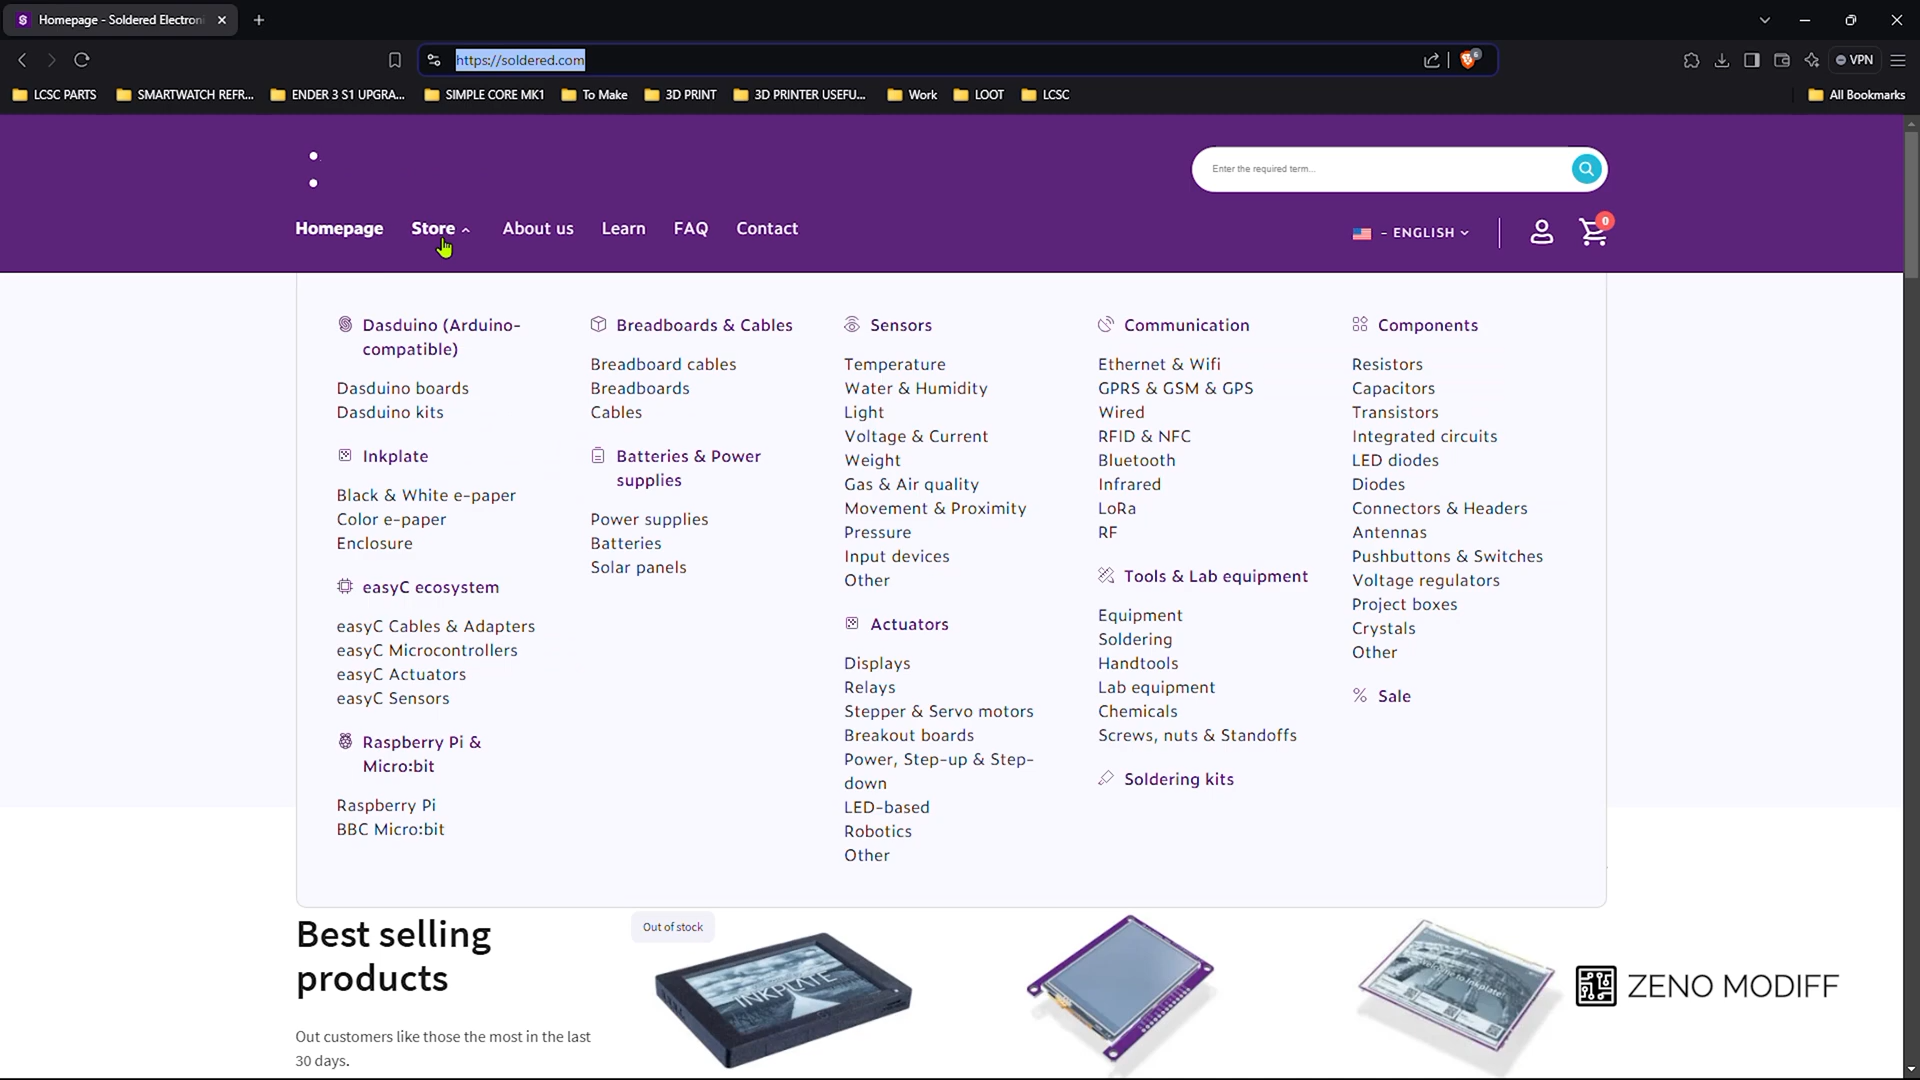 Homepage - Soldered Electroni
https://soldered.com
6
VPN
LCSC PARTS
SMARTWATCH REFR...
ENDER 3 S1 UPGRA...
SIMPLE CORE MK1
To Make
3D PRINT
3D PRINTER USEFU...
Work
LOOT
LCSC
All Bookmarks
Enter the required term...
Homepage
Store
About us
Learn
FAQ
Contact
- ENGLISH
0
Dasduino (Arduino-
compatible)
Dasduino boards
Dasduino kits
Inkplate
Black & White e-paper
Color e-paper
Enclosure
easyC ecosystem
easyC Cables & Adapters
easyC Microcontrollers
easyC Actuators
easyC Sensors
Raspberry Pi &
Micro:bit
Raspberry Pi
BBC Micro:bit
Breadboards & Cables
Breadboard cables
Breadboards
Cables
Batteries & Power
supplies
Power supplies
Batteries
Solar panels
Sensors
Temperature
Water & Humidity
Light
Voltage & Current
Weight
Gas & Air quality
Movement & Proximity
Pressure
Input devices
Other
Actuators
Displays
Relays
Stepper & Servo motors
Breakout boards
Power, Step-up & Step-
down
LED-based
Robotics
Other
Communication
Ethernet & Wifi
GPRS & GSM & GPS
Wired
RFID & NFC
Bluetooth
Infrared
LoRa
RF
Tools & Lab equipment
Equipment
Soldering
Handtools
Lab equipment
Chemicals
Screws, nuts & Standoffs
Soldering kits
Components
Resistors
Capacitors
Transistors
Integrated circuits
LED diodes
Diodes
Connectors & Headers
Antennas
Pushbuttons & Switches
Voltage regulators
Project boxes
Crystals
Other
Sale
Best selling
products
Out customers like those the most in the last
30 days.
Out of stock
INKPLATE
Welcome to Inkplate!
ZENO MODIFF